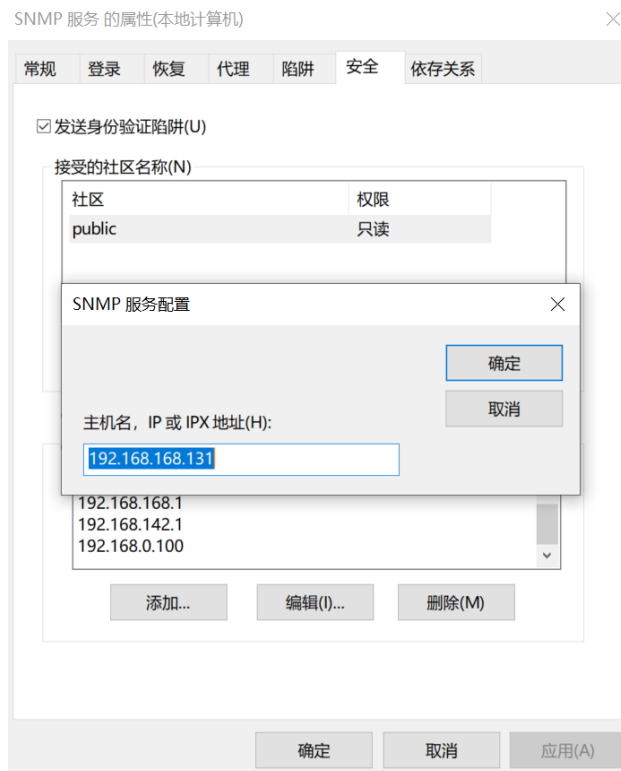 SNMP 服务 的属性(本地计算机)
常规 登录 恢复 代理 陷阱 安全 依存关系
发送身份验证陷阱(U)
接受的社区名称(N)
社区 权限
public 只读
SNMP 服务配置
确定
取消
主机名，IP 或 IPX 地址(H):
192.168.168.131
192.168.168.1
192.168.142.1
192.168.0.100
添加... 编辑(I)... 删除(M)
确定 取消 应用(A)